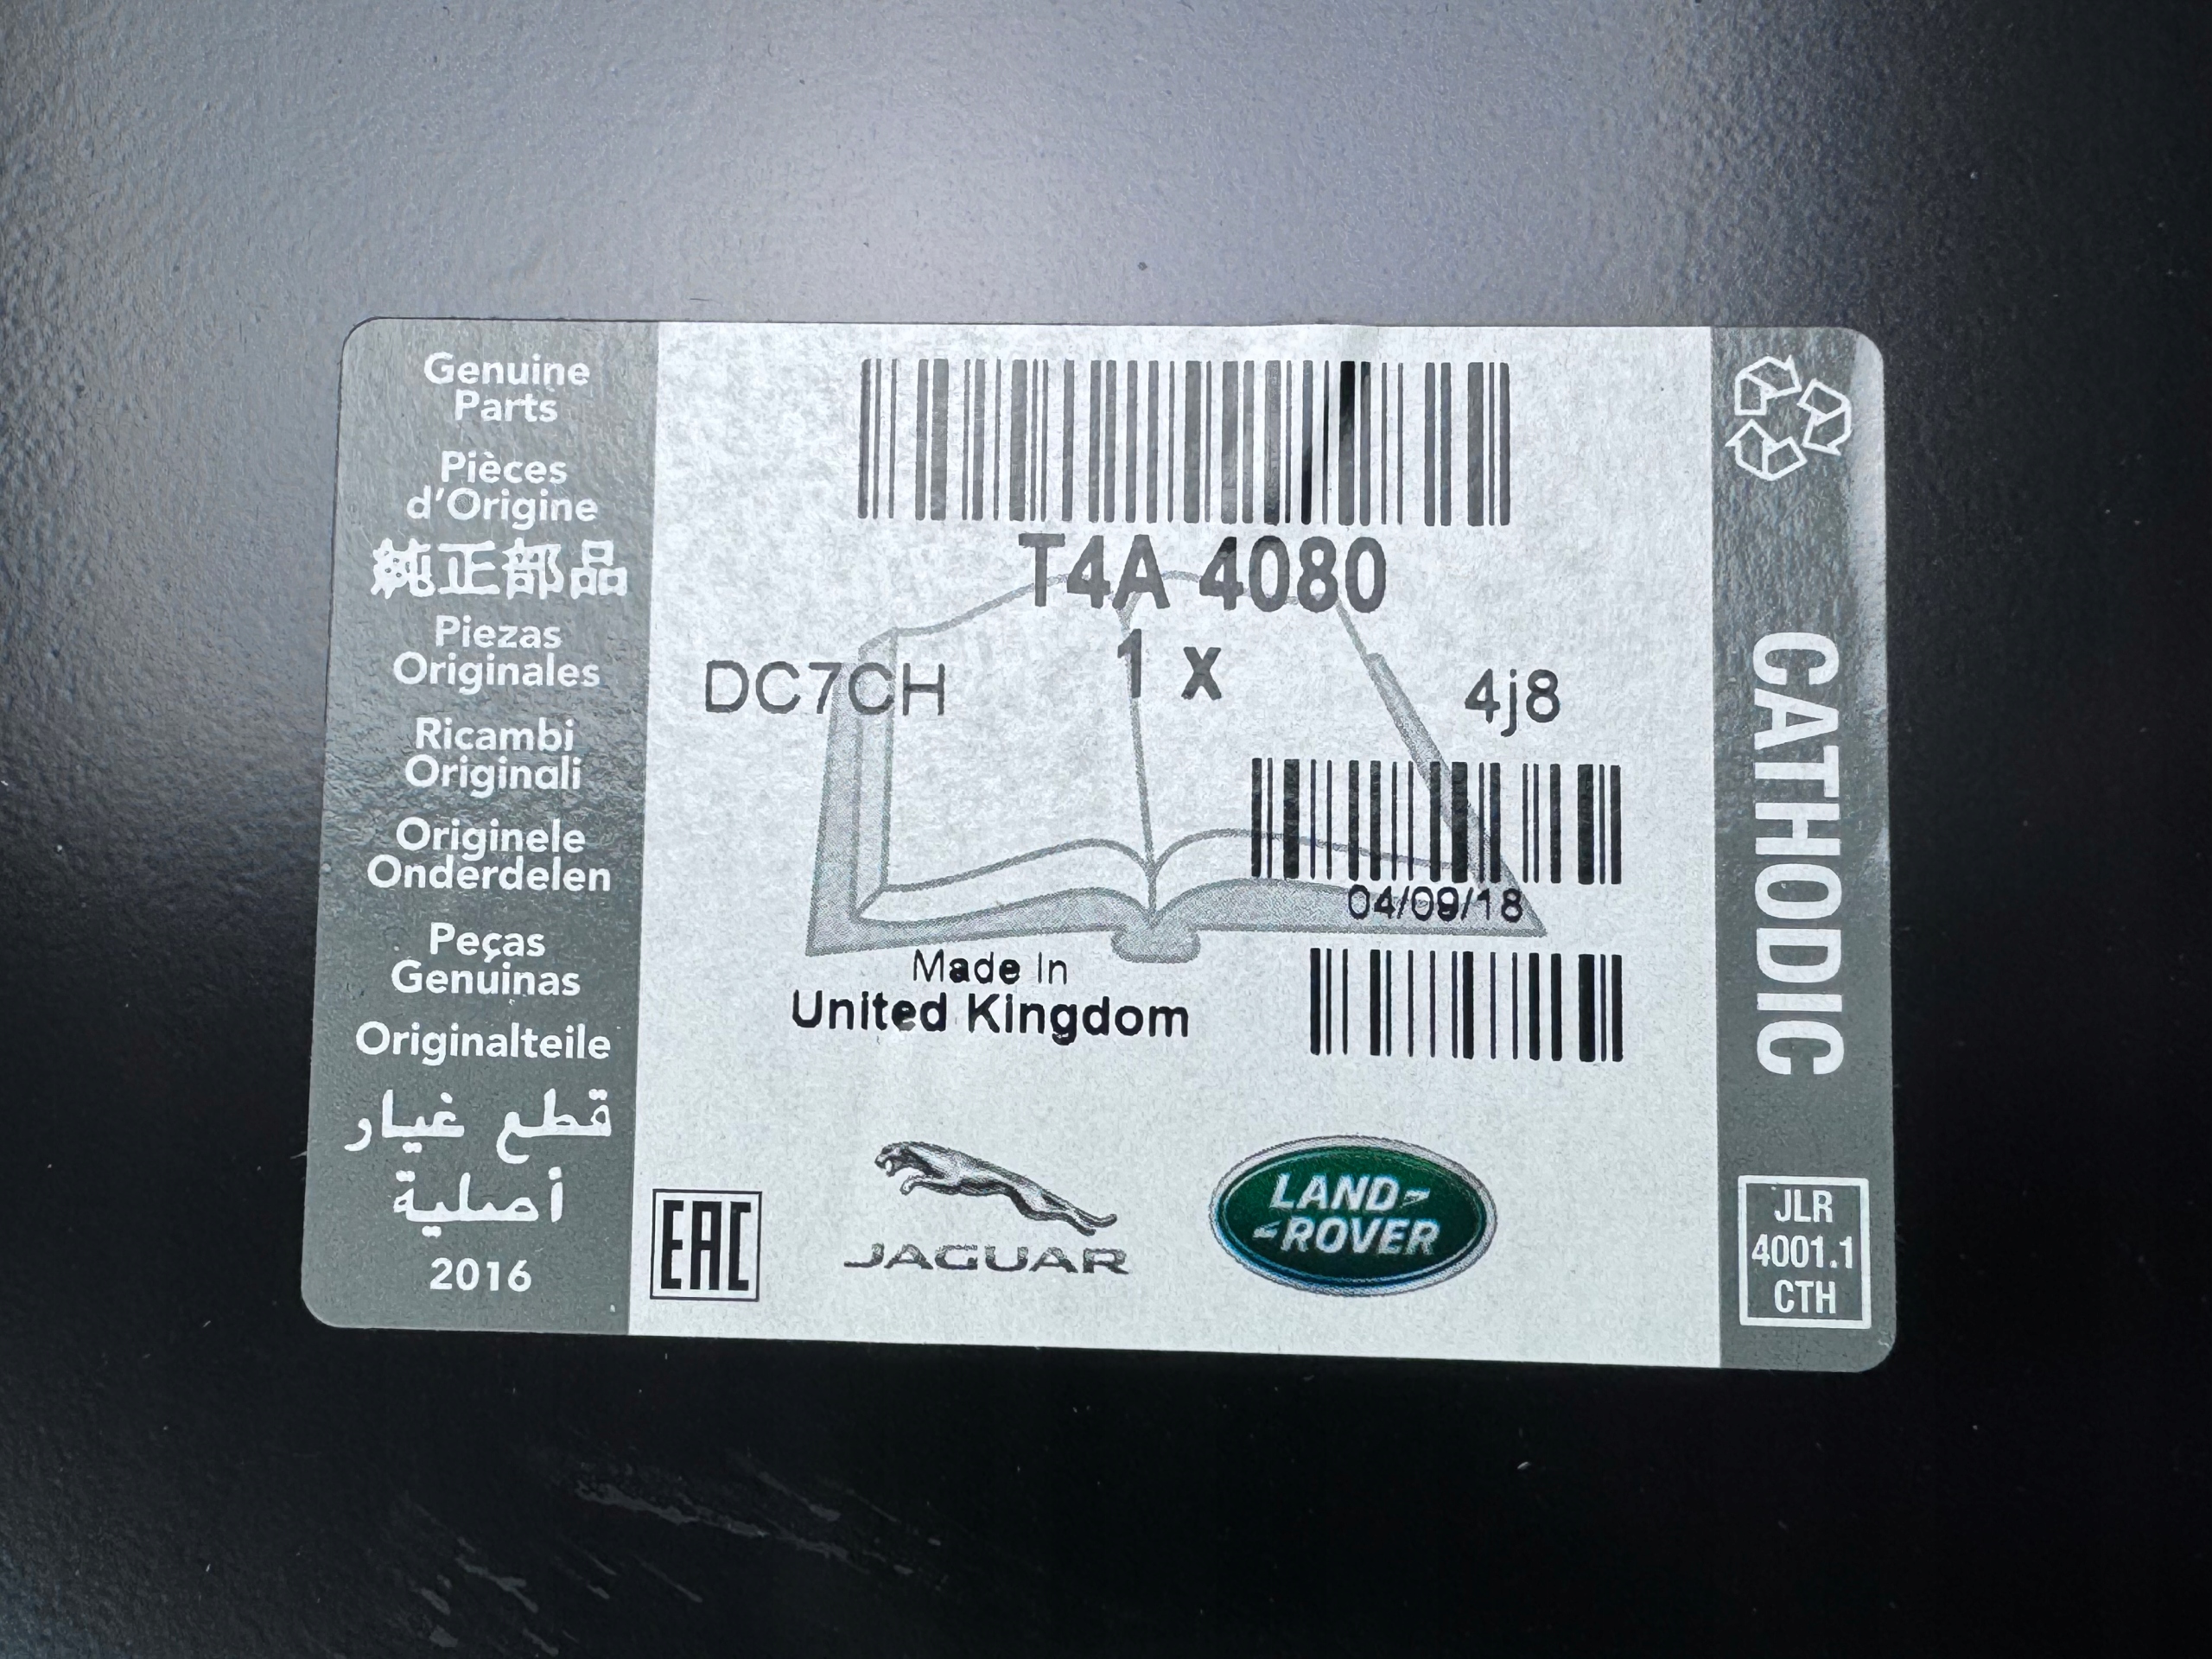 Genuine
Parts
Pièces
d'Origine
純正部品
Piezas
Originales
Ricambi
Originali
Originele
Onderdelen
Peças
Genuinas
Originalteile
قطع غيار
أصلية
2016
T4A 4080
1 x
DC7CH
4j8
04/09/18
Made In
United Kingdom
EAC
JAGUAR
LAND-
-ROVER
CATHODIC
JLR
4001.1
CTH